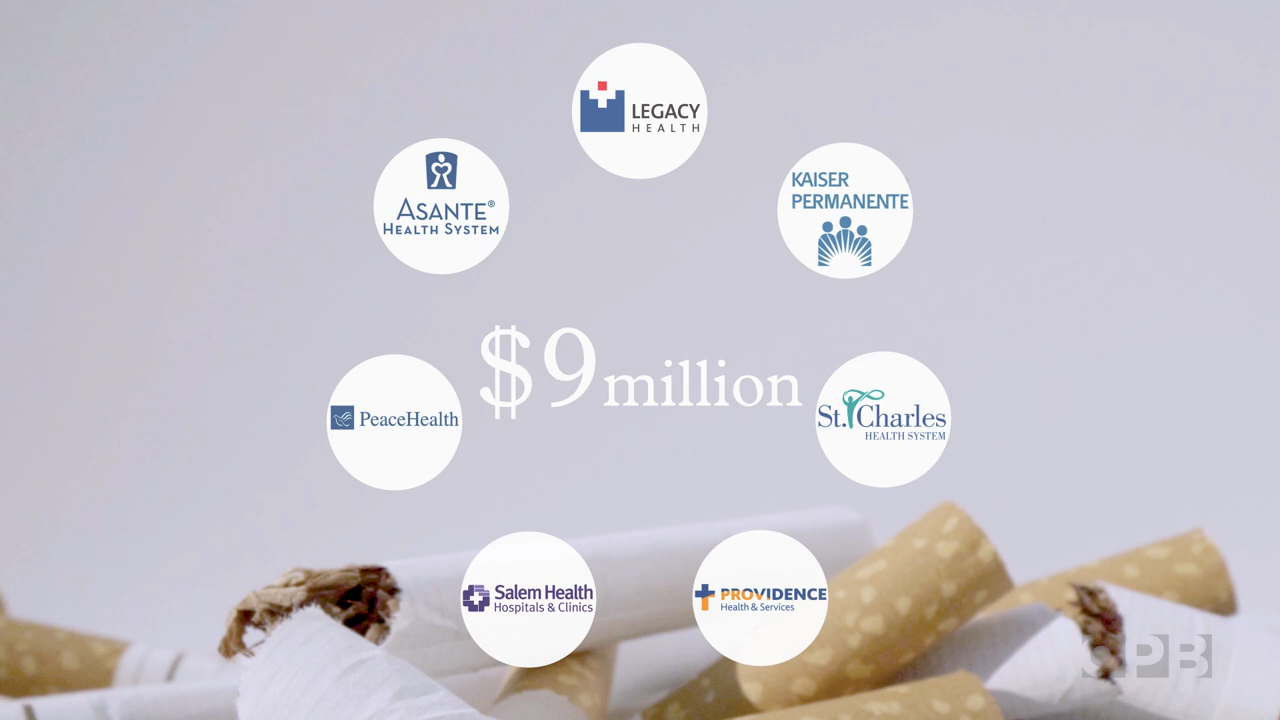 LEGACY
HEALTH
ASANTE®
HEALTH SYSTEM
KAISER
PERMANENTE
$9 million
PeaceHealth
St. Charles
HEALTH SYSTEM
Salem Health
Hospitals & Clinics
PROVIDENCE
Health & Services
OPB